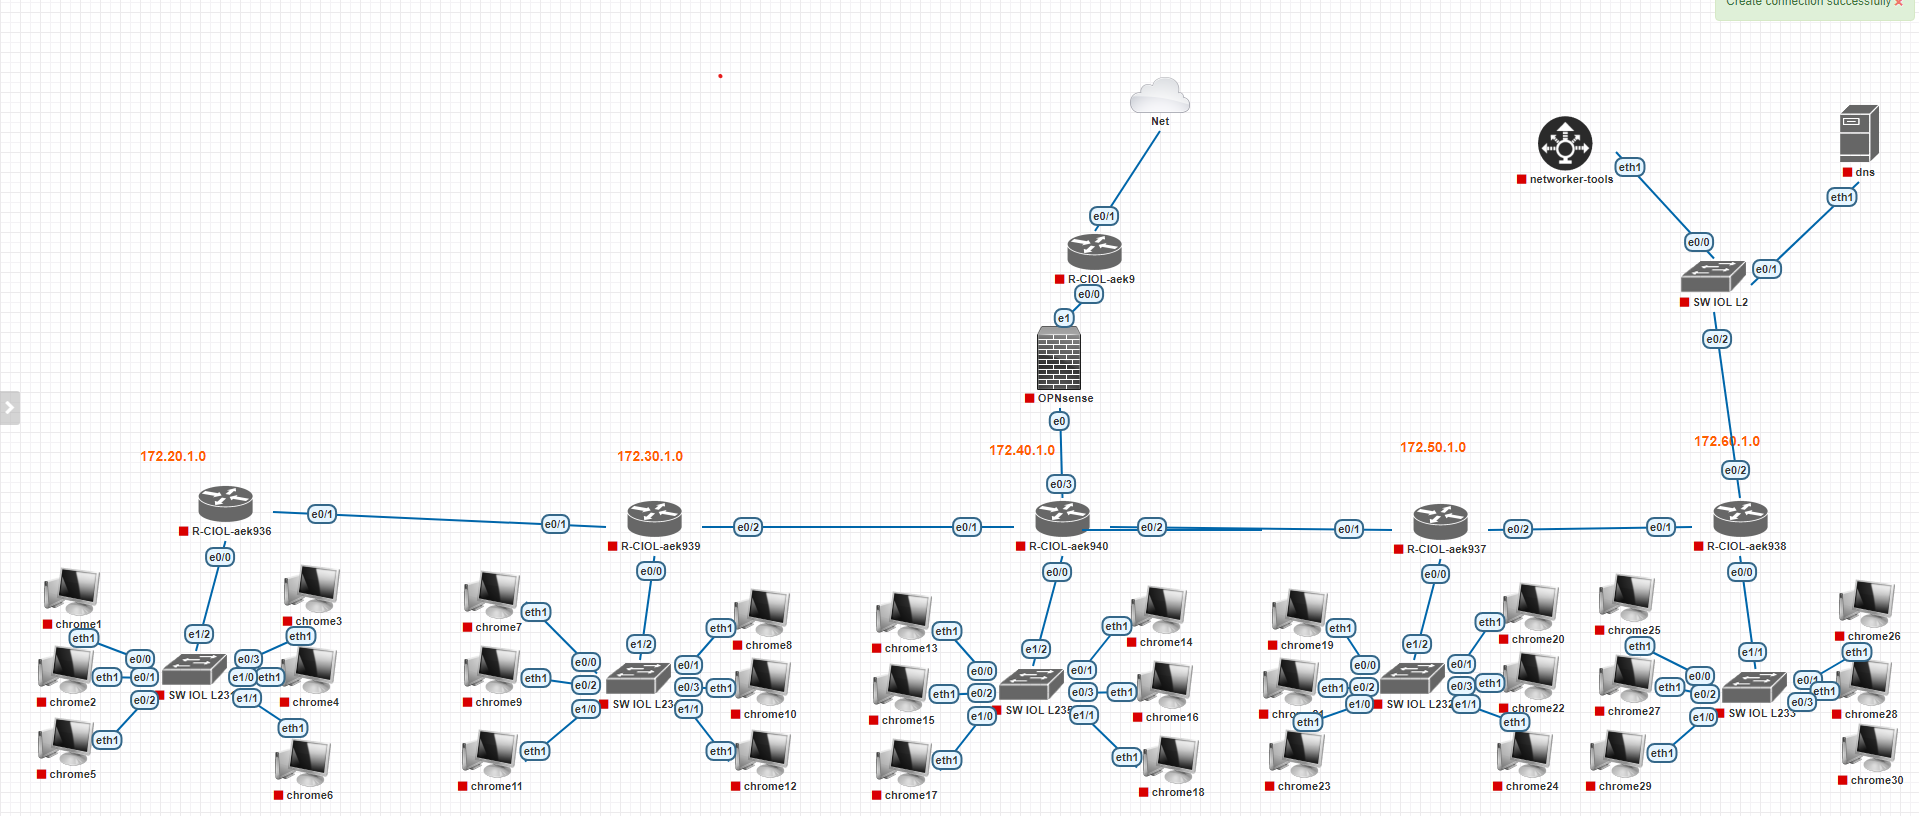 Create connection successfully ×
Net
e0/1
R-CIOL-aek9
e0/0
e1
OPNsense
e0
networker-tools
eth1
dns
eth1
e0/0
e0/1
SW IOL L2
e0/2
172.20.1.0
172.30.1.0
172.40.1.0
172.50.1.0
172.60.1.0
e0/2
e0/3
R-CIOL-aek936
e0/1
e0/1
R-CIOL-aek939
e0/2
e0/1
R-CIOL-aek940
e0/2
e0/1
R-CIOL-aek937
e0/2
e0/1
R-CIOL-aek938
e0/0
e0/0
e0/0
e0/0
e0/0
chrome1
eth1
chrome3
eth1
e1/2
e0/0
e0/3
chrome2
eth1
e0/1
e1/0
eth1
chrome4
SW IOL L231
e0/2
e1/1
chrome5
eth1
eth1
chrome6
chrome7
eth1
chrome8
eth1
e1/2
e0/0
e0/1
chrome9
eth1
e0/2
e0/3
eth1
chrome10
SW IOL L23
e1/0
e1/1
chrome11
eth1
eth1
chrome12
chrome13
eth1
chrome14
eth1
e1/2
e0/0
e0/1
chrome15
eth1
e0/2
e0/3
eth1
chrome16
SW IOL L235
e1/0
e1/1
chrome17
eth1
eth1
chrome18
chrome19
eth1
chrome20
eth1
e1/2
e0/0
e0/1
eth1
e0/2
e0/3
eth1
chrome22
SW IOL L232
e1/0
e1/1
eth1
eth1
chrome23
chrome24
chrome25
eth1
chrome26
eth1
e1/1
e0/0
e0/1
chrome27
eth1
e0/2
e0/3
eth1
chrome28
SW IOL L233
e1/0
chrome29
eth1
chrome30